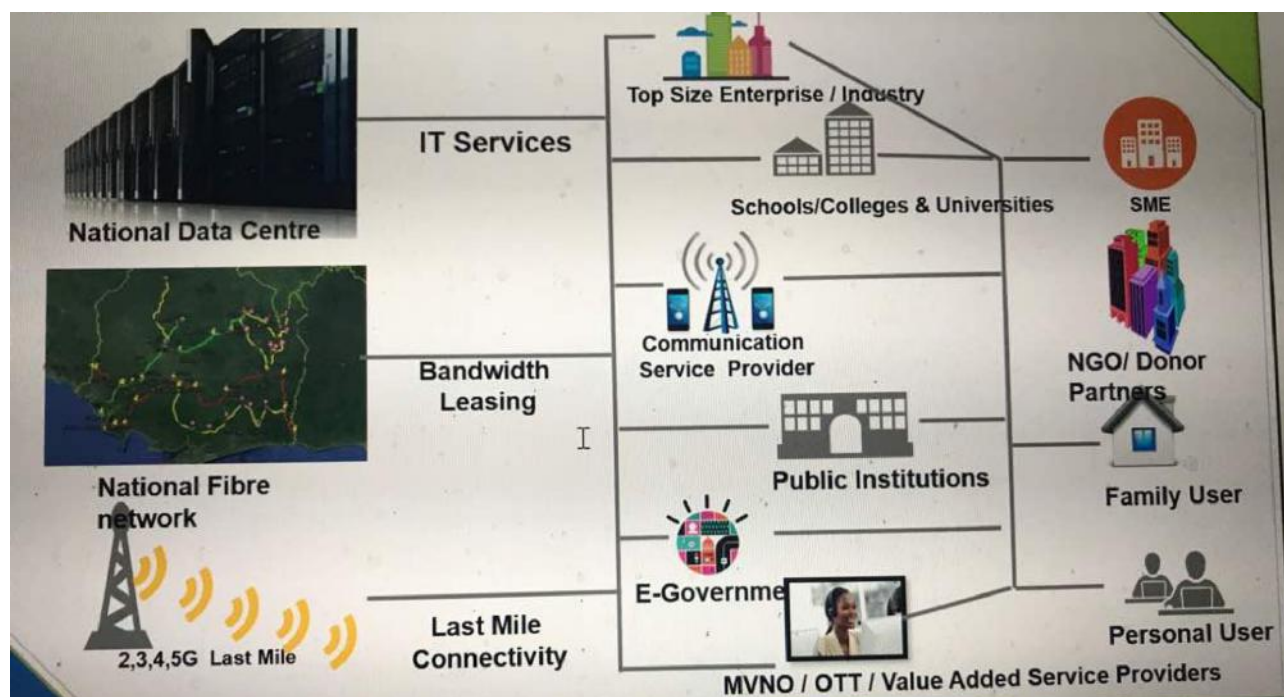 Top Size Enterprise / Industry
IT Services
National Data Centre
Schools/Colleges & Universities
SME
Communication
Service Provider
Bandwidth
Leasing
NGO/ Donor
Partners
National Fibre
network
Public Institutions
Family User
E-Governme
2,3,4,5G Last Mile
Last Mile
Connectivity
Personal User
MVNO / OTT / Value Added Service Providers